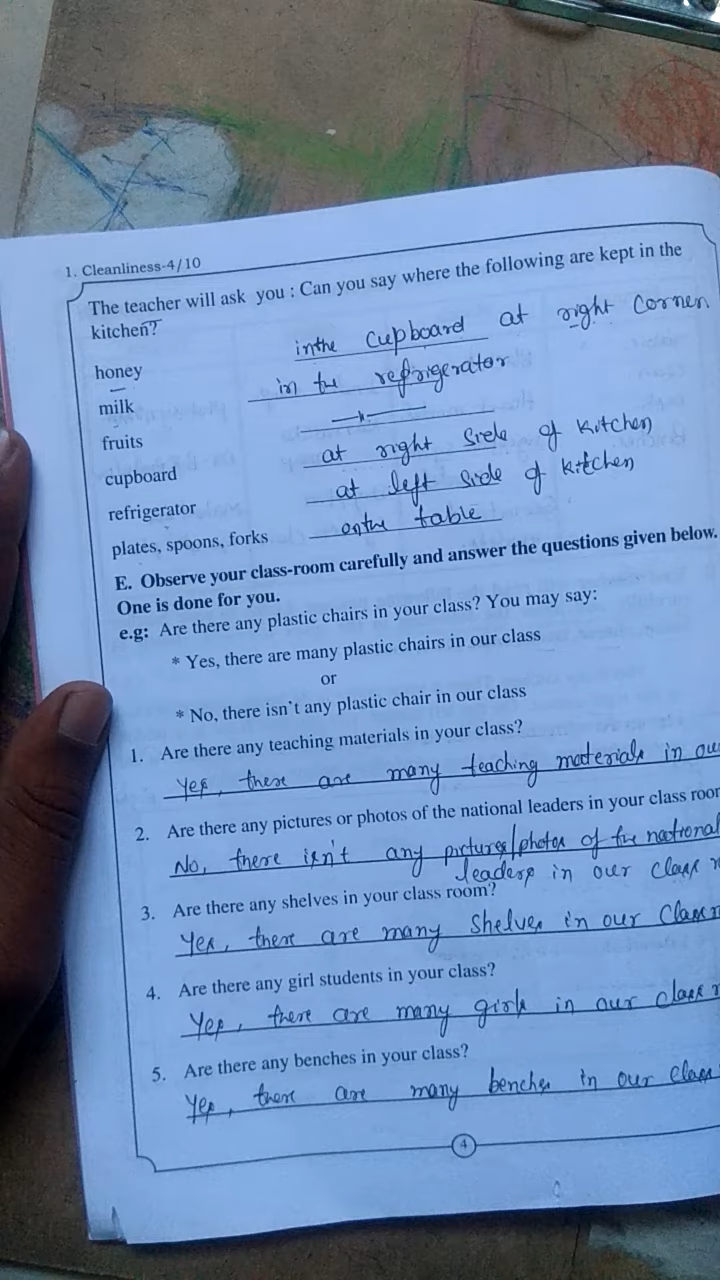 1. Cleanliness-4/10
The teacher will ask you : Can you say where the following are kept in the
kitchen?
honey in the cupboard at right corner
milk in the refrigerator
fruits —〃—
cupboard at right side of kitchen
refrigerator at left side of kitchen
plates, spoons, forks on the table
E. Observe your class-room carefully and answer the questions given below.
One is done for you.
e.g: Are there any plastic chairs in your class? You may say:
* Yes, there are many plastic chairs in our class
or
* No, there isn't any plastic chair in our class
1. Are there any teaching materials in your class?
Yes, there are many teaching materials in
2. Are there any pictures or photos of the national leaders in your class
No, there isn't any pictures/photos of the national
leaders in our class
3. Are there any shelves in your class room?
Yes, there are many shelves in our class
4. Are there any girl students in your class?
Yes, there are many girls in our class
5. Are there any benches in your class?
Yes, there are many benches in our class
4